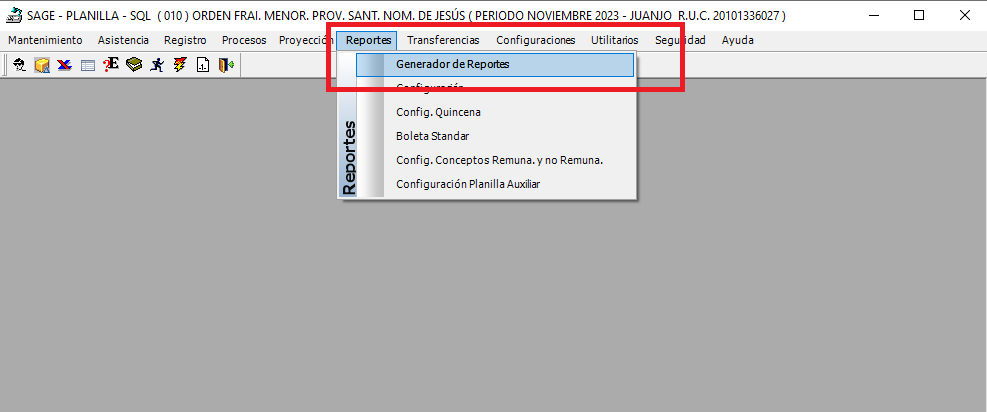 SAGE - PLANILLA - SQL ( 010 ) ORDEN FRAI. MENOR. PROV. SANT. NOM. DE JESÚS ( PERIODO NOVIEMBRE 2023 - JUANJO R.U.C. 20101336027 )
Mantenimiento Asistencia Registro Procesos Proyección Reportes Transferencias Configuraciones Utilitarios Seguridad Ayuda
Generador de Reportes
Configuración
Config. Quincena
Boleta Standar
Config. Conceptos Remuna. y no Remuna.
Configuración Planilla Auxiliar
Reportes